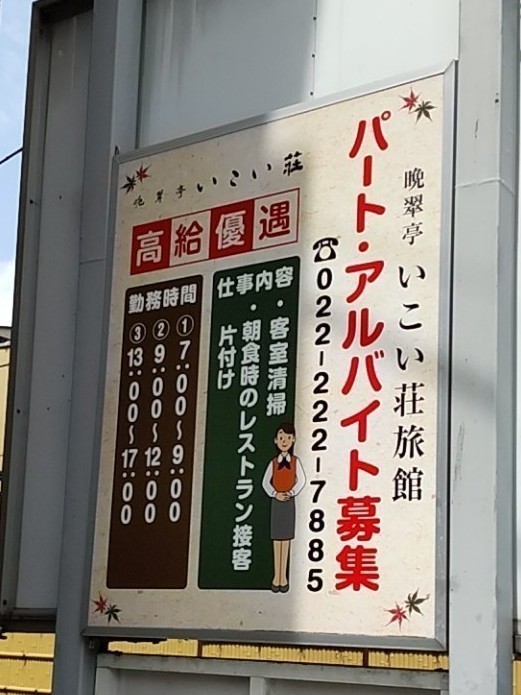 晩翠亭 いこい荘旅館
パート・アルバイト募集
☎022-222-7885
晩翠亭 いこい荘
高給優遇
仕事内容
・客室清掃
・朝食時のレストラン接客
片付け
勤務時間
①7:00～9:00
②9:00～12:00
③13:00～17:00